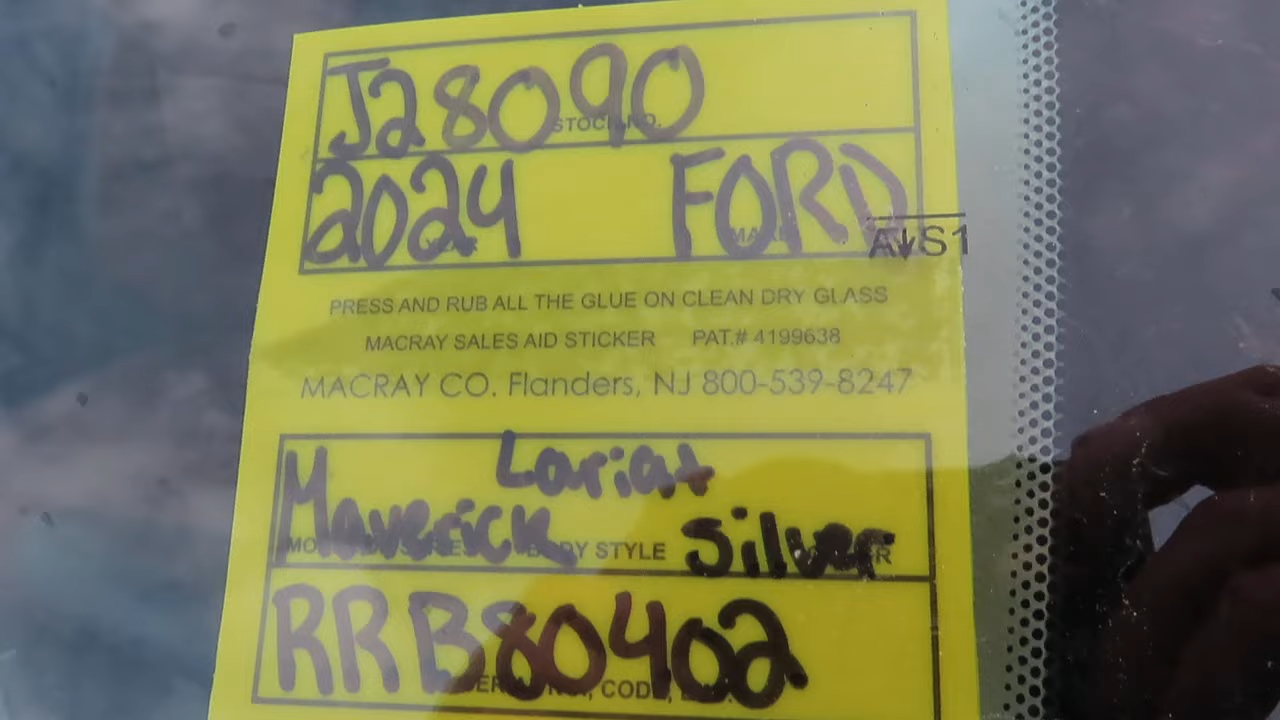 J28090
STOCK NO.
2024 FORD
YEAR MAKE
A↓S1
PRESS AND RUB ALL THE GLUE ON CLEAN DRY GLASS
MACRAY SALES AID STICKER PAT.# 4199638
MACRAY CO. Flanders, NJ 800-539-8247
Lariat
Maverick Silver
BODY STYLE
RRB80402